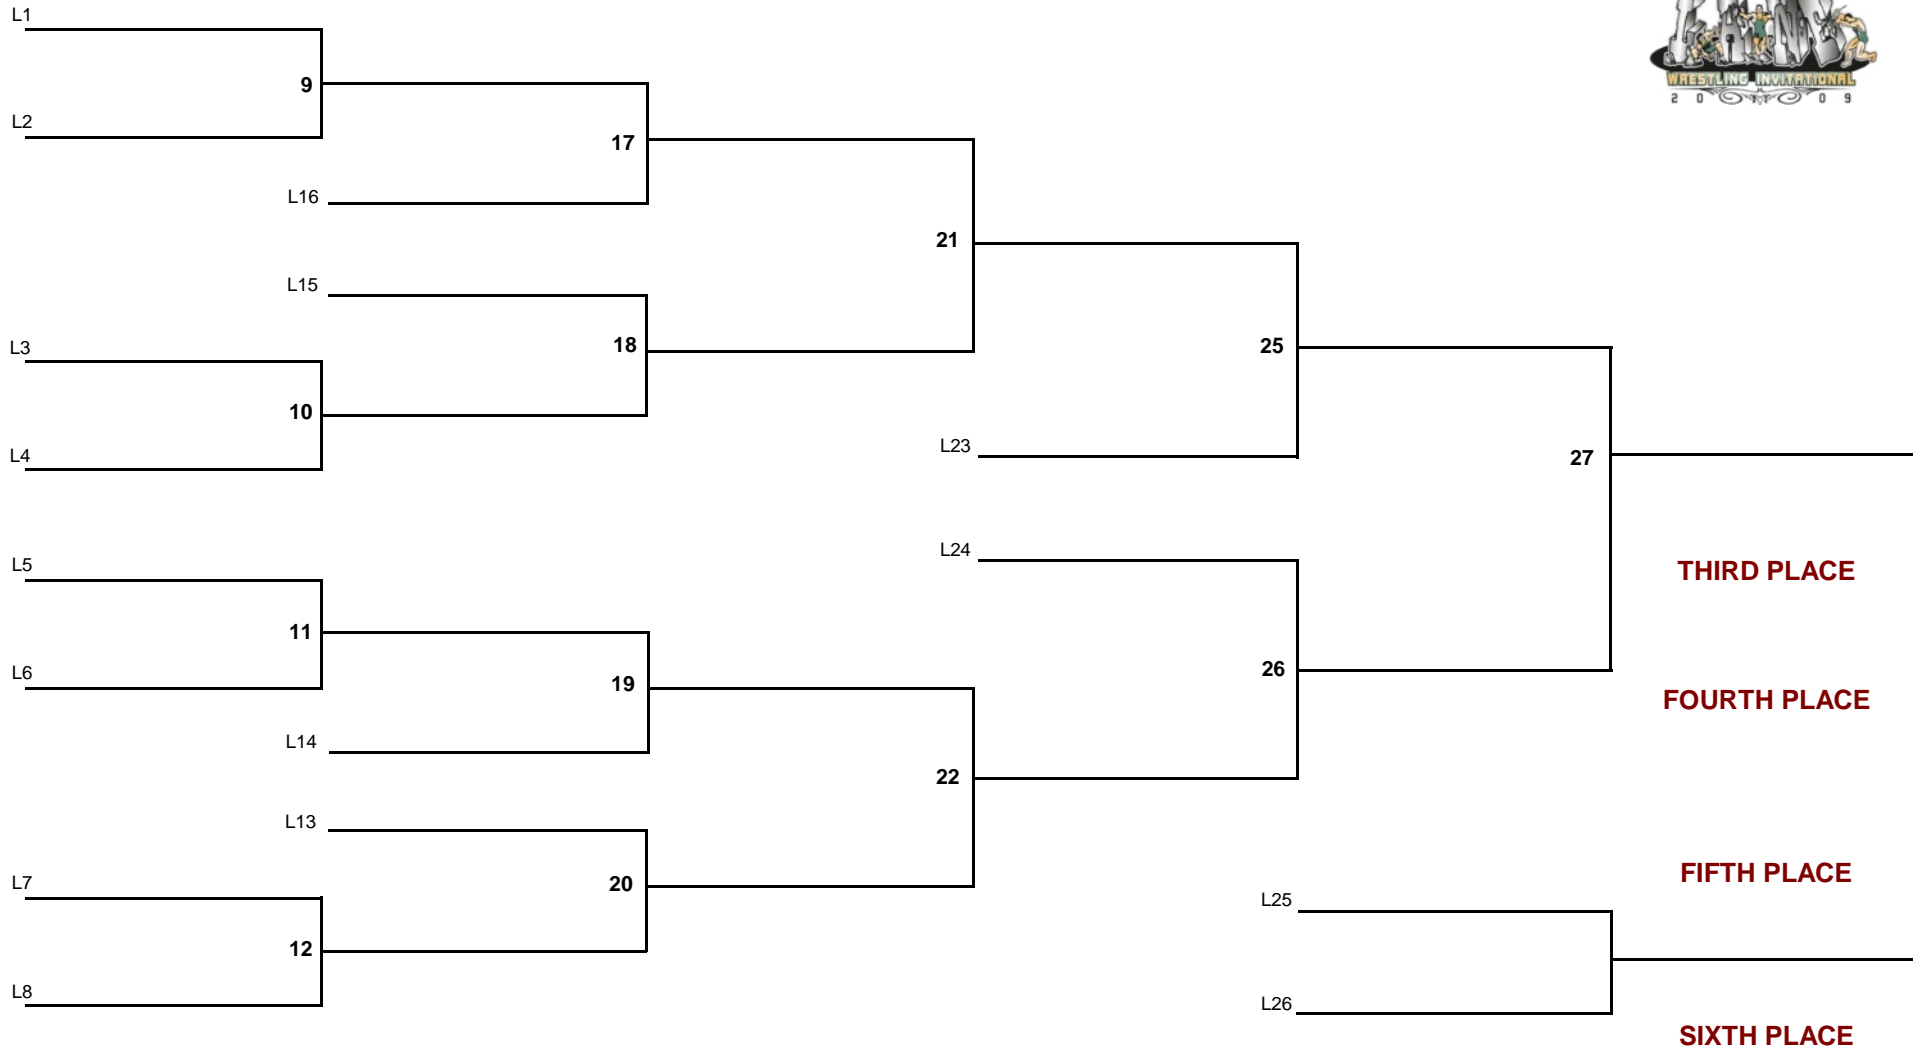 L1
WRESTLING INVITATIONAL
2009
9
L2
17
L16
21
L15
18
L3
25
10
L4
L23
27
L24
L5
THIRD PLACE
11
26
L6
19
FOURTH PLACE
L14
22
L13
FIFTH PLACE
L7
20
L25
12
L8
L26
SIXTH PLACE